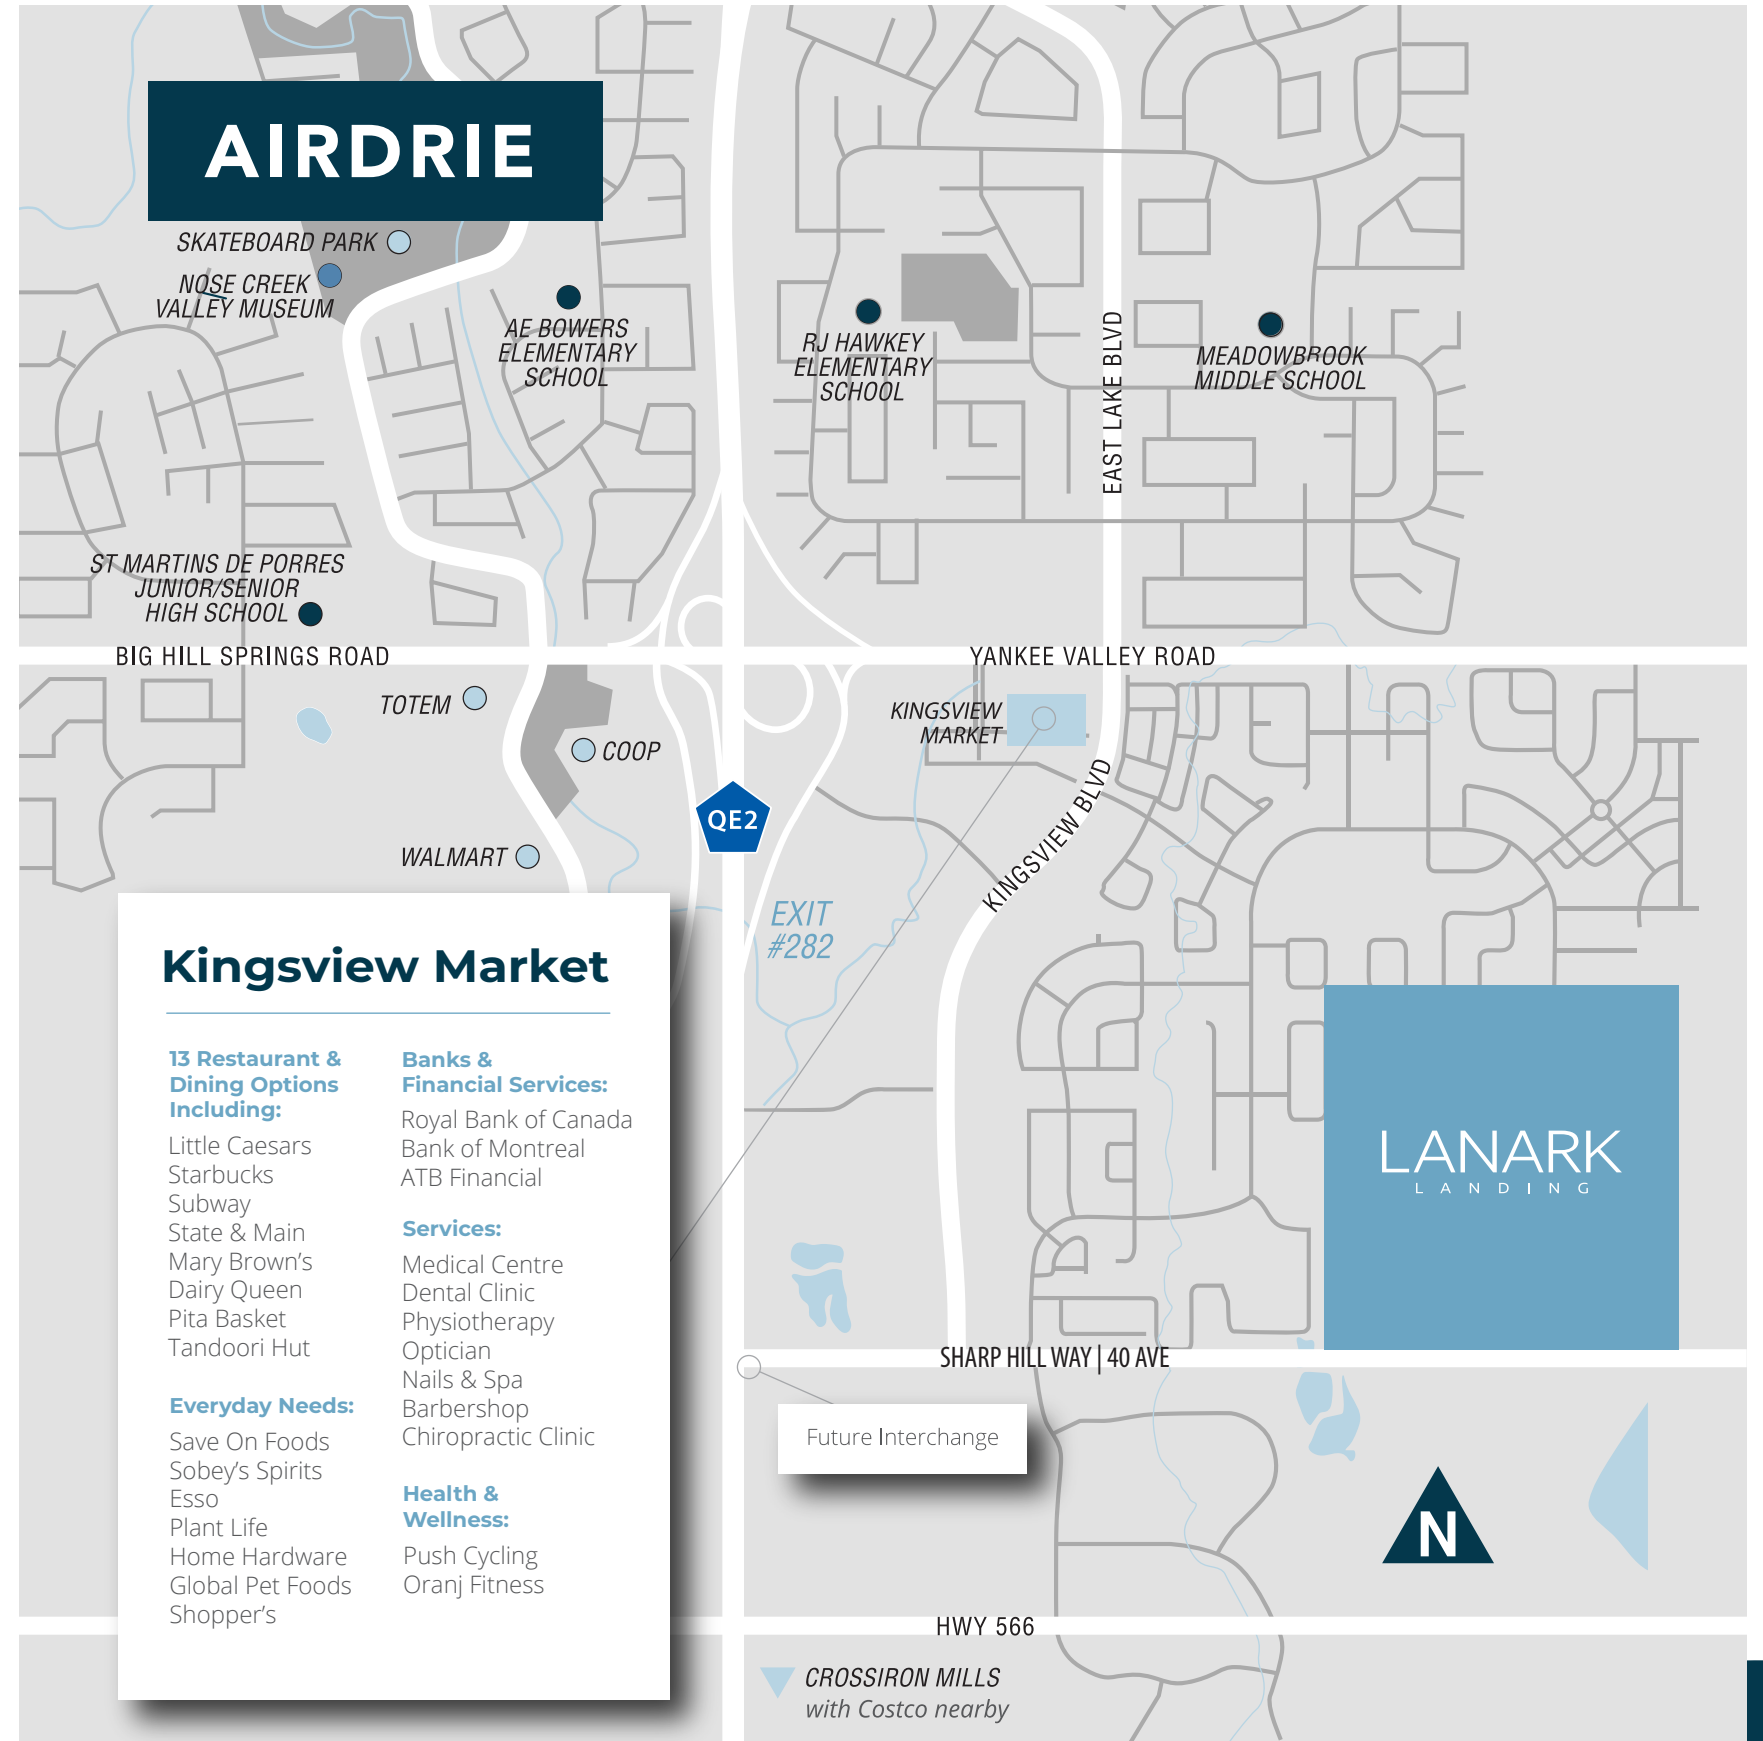 AIRDRIE
SKATEBOARD PARK
NOSE CREEK
VALLEY MUSEUM
AE BOWERS
ELEMENTARY
SCHOOL
RJ HAWKEY
ELEMENTARY
SCHOOL
EAST LAKE BLVD
MEADOWBROOK
MIDDLE SCHOOL
ST MARTINS DE PORRES
JUNIOR/SENIOR
HIGH SCHOOL
BIG HILL SPRINGS ROAD
YANKEE VALLEY ROAD
TOTEM
COOP
KINGSVIEW
MARKET
QE2
KINGSVIEW BLVD
WALMART
EXIT
#282
Kingsview Market
13 Restaurant &
Dining Options
Including:
Little Caesars
Starbucks
Subway
State & Main
Mary Brown’s
Dairy Queen
Pita Basket
Tandoori Hut
Everyday Needs:
Save On Foods
Sobey’s Spirits
Esso
Plant Life
Home Hardware
Global Pet Foods
Shopper’s
Banks &
Financial Services:
Royal Bank of Canada
Bank of Montreal
ATB Financial
Services:
Medical Centre
Dental Clinic
Physiotherapy
Optician
Nails & Spa
Barbershop
Chiropractic Clinic
Health &
Wellness:
Push Cycling
Oranj Fitness
LANARK
LANDING
SHARP HILL WAY | 40 AVE
Future Interchange
N
HWY 566
CROSSIRON MILLS
with Costco nearby